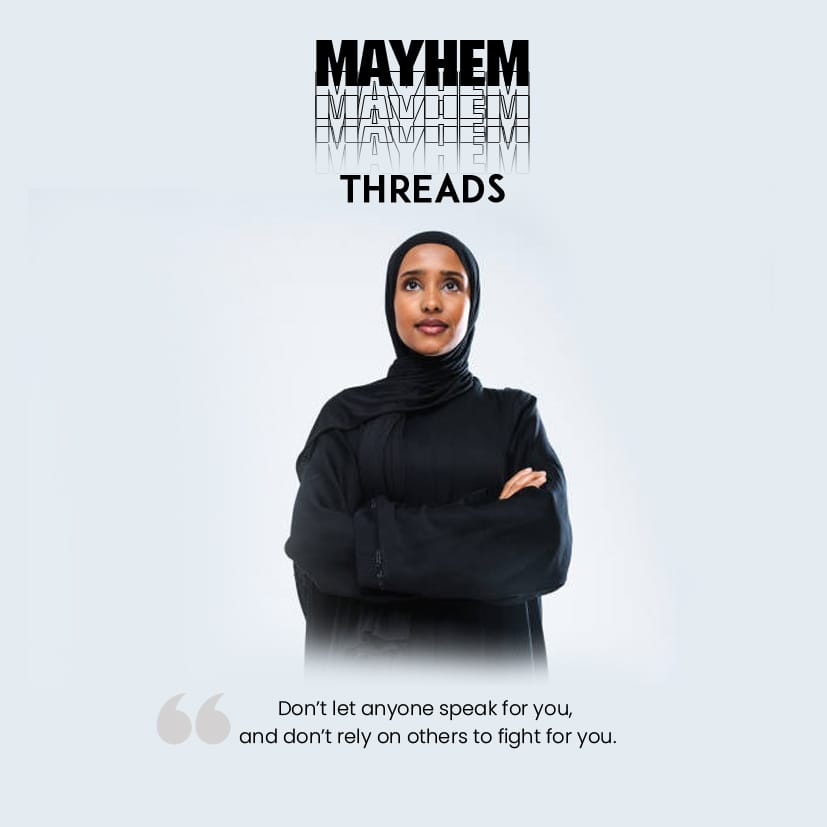 MAYHEM
MAYHEM
MAYHEM
MAYHEM
THREADS
Don’t let anyone speak for you,
and don’t rely on others to fight for you.